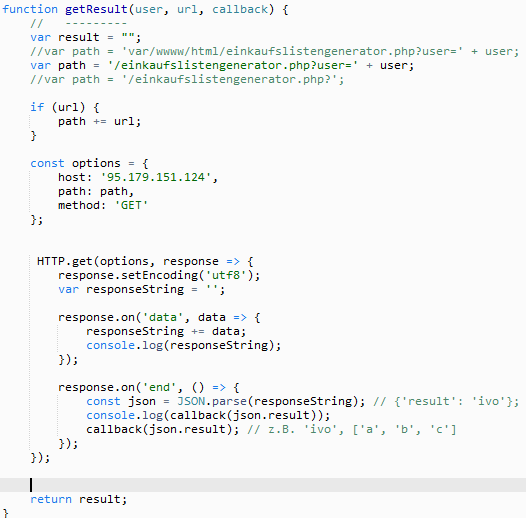 function getResult(user, url, callback) {
    //   ---------
    var result = "";
    //var path = 'var/wwww/html/einkaufslistengenerator.php?user=' + user;
    var path = '/einkaufslistengenerator.php?user=' + user;
    //var path = '/einkaufslistengenerator.php?';
    if (url) {
        path += url;
    }
    const options = {
        host: '95.179.151.124',
        path: path,
        method: 'GET'
    };
     HTTP.get(options, response => {
        response.setEncoding('utf8');
        var responseString = '';
        response.on('data', data => {
            responseString += data;
            console.log(responseString);
        });
        response.on('end', () => {
            const json = JSON.parse(responseString); // {'result': 'ivo'};
            console.log(callback(json.result));
            callback(json.result); // z.B. 'ivo', ['a', 'b', 'c']
        });
    });
    return result;
}